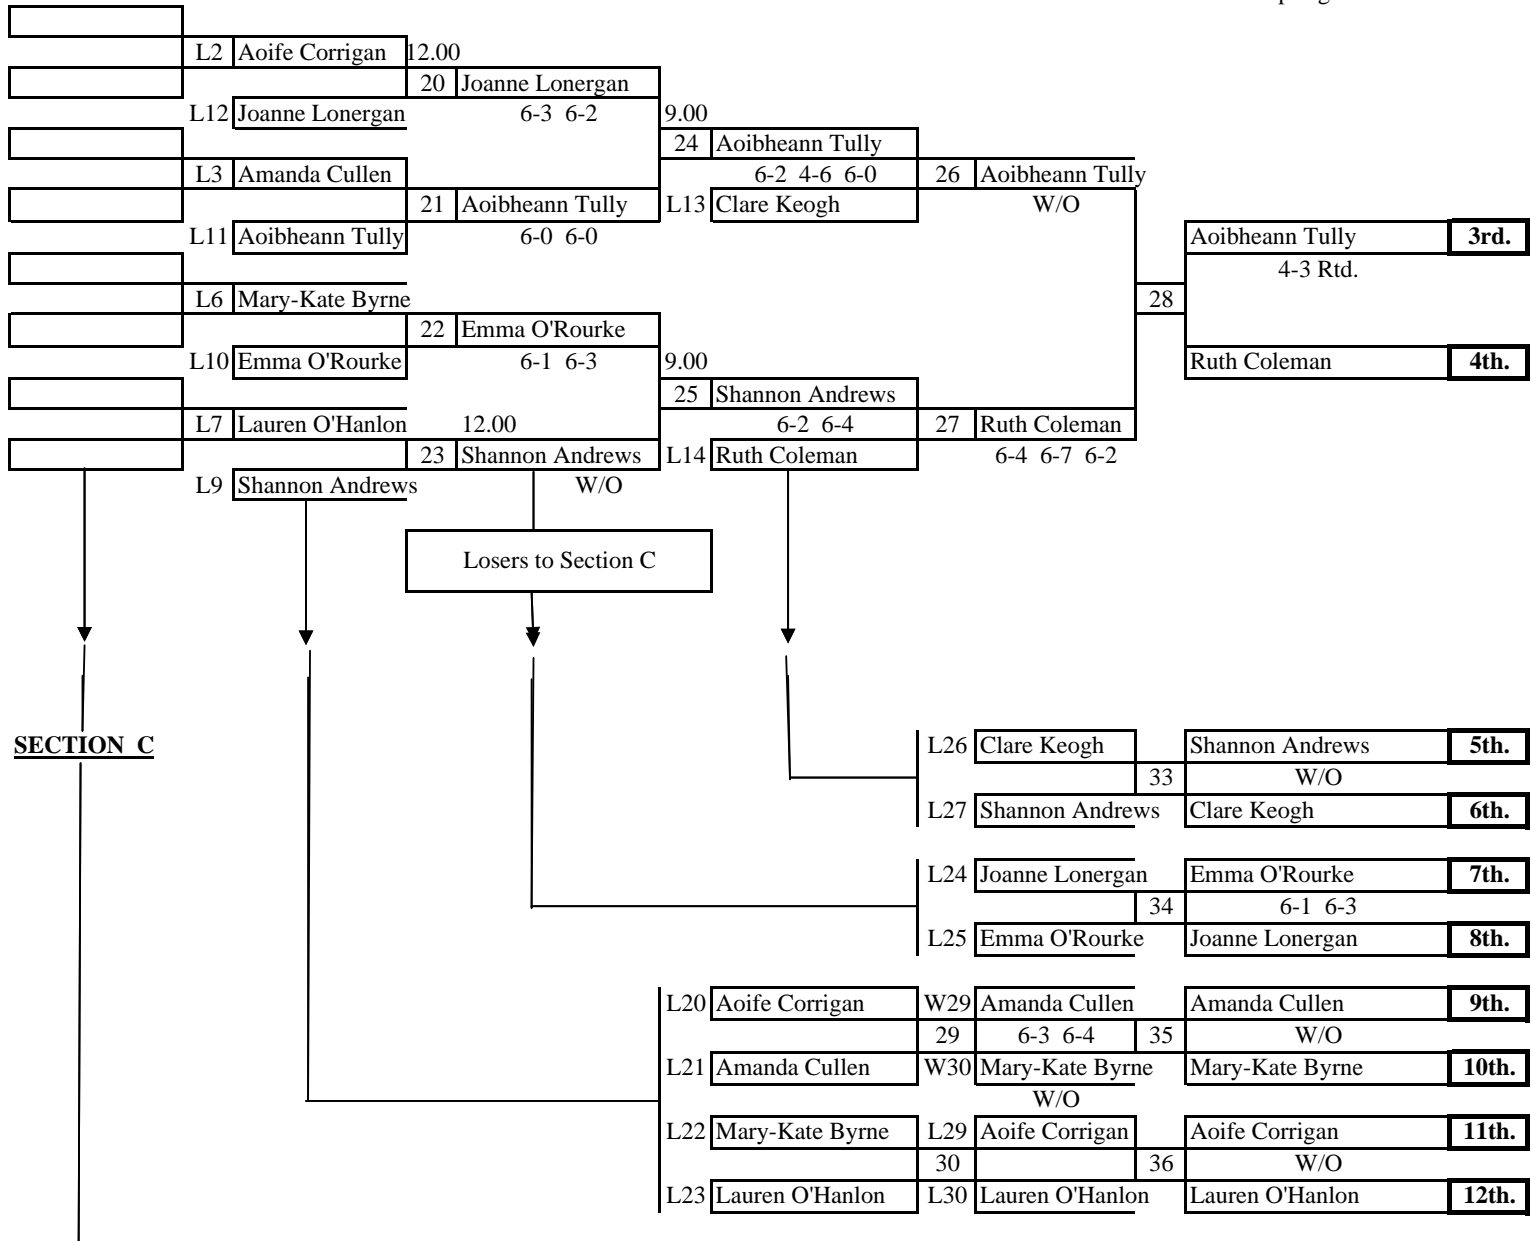 L2 Aoife Corrigan 12.00
20 Joanne Lonergan
L12 Joanne Lonergan 6-3 6-2 9.00
24 Aoibheann Tully
L3 Amanda Cullen 6-2 4-6 6-0 26 Aoibheann Tully
21 Aoibheann Tully L13 Clare Keogh W/O
L11 Aoibheann Tully 6-0 6-0 Aoibheann Tully 3rd.
4-3 Rtd.
L6 Mary-Kate Byrne 28
22 Emma O'Rourke
L10 Emma O'Rourke 6-1 6-3 9.00 Ruth Coleman 4th.
25 Shannon Andrews
L7 Lauren O'Hanlon 12.00 6-2 6-4 27 Ruth Coleman
23 Shannon Andrews L14 Ruth Coleman 6-4 6-7 6-2
L9 Shannon Andrews W/O
Losers to Section C
SECTION C L26 Clare Keogh Shannon Andrews 5th.
33 W/O
L27 Shannon Andrews Clare Keogh 6th.
L24 Joanne Lonergan Emma O'Rourke 7th.
34 6-1 6-3
L25 Emma O'Rourke Joanne Lonergan 8th.
L20 Aoife Corrigan W29 Amanda Cullen Amanda Cullen 9th.
29 6-3 6-4 35 W/O
L21 Amanda Cullen W30 Mary-Kate Byrne Mary-Kate Byrne 10th.
W/O
L22 Mary-Kate Byrne L29 Aoife Corrigan Aoife Corrigan 11th.
30 36 W/O
L23 Lauren O'Hanlon L30 Lauren O'Hanlon Lauren O'Hanlon 12th.